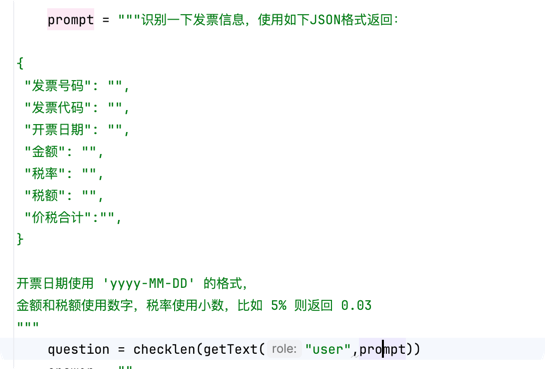 prompt = """识别一下发票信息，使用如下JSON格式返回：
{
"发票号码": "",
"发票代码": "",
"开票日期": "",
"金额": "",
"税率": "",
"税额": "",
"价税合计":"",
}
开票日期使用 'yyyy-MM-DD' 的格式，
金额和税额使用数字，税率使用小数，比如 5% 则返回 0.03
"""
question = checklen(getText( role: "user",prompt))